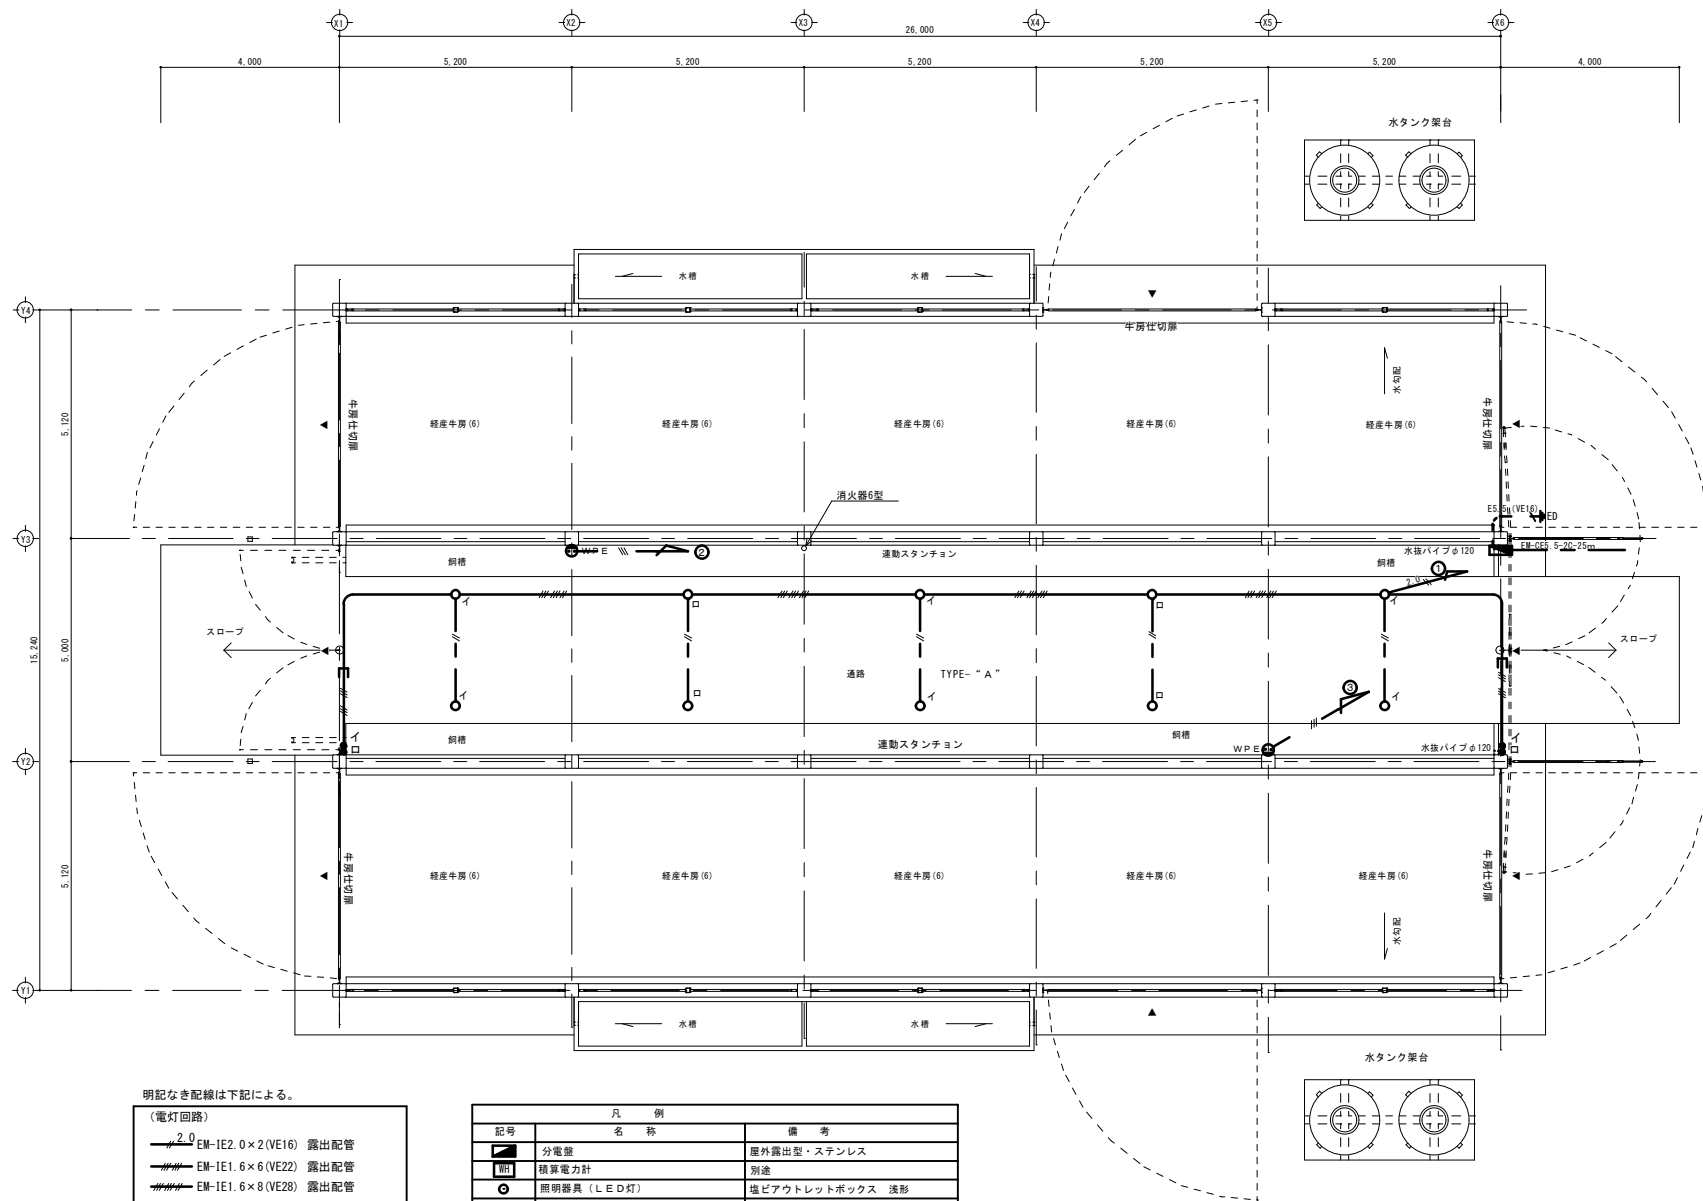 X1 X2 X3 X4 X5 X6
26,000
4,000 5,200 5,200 5,200 5,200 5,200 4,000
水タンク架台
水槽 水槽
Y4
牛房仕切扉
水勾配
5,120
牛房仕切扉
牛房仕切扉
経産牛房(6) 経産牛房(6) 経産牛房(6) 経産牛房(6) 経産牛房(6)
消火器6型
E5.5 (VE16) ED
Y3
WPE ②
連動スタンチョン
水抜パイプφ120
EM-CE5.5-2C-25m
飼槽 飼槽
①
2.0
イ ロ イ ロ イ
スロープ スロープ
15,240
5,000
通路 TYPE-“A”
③
イ ロ イ ロ イ
飼槽 飼槽
イ
ロ
連動スタンチョン
WPE
水抜パイプφ120
イ
ロ
Y2
牛房仕切扉
牛房仕切扉
5,120
経産牛房(6) 経産牛房(6) 経産牛房(6) 経産牛房(6) 経産牛房(6)
水勾配
Y1
水槽 水槽
水タンク架台
明記なき配線は下記による。
(電灯回路)
2.0 EM-IE2.0×2(VE16) 露出配管
EM-IE1.6×6(VE22) 露出配管
EM-IE1.6×8(VE28) 露出配管
凡 例
記号 名 称 備 考
分電盤 屋外露出型・ステンレス
WH 積算電力計 別途
照明器具(LED灯) 塩ビアウトレットボックス 浅形